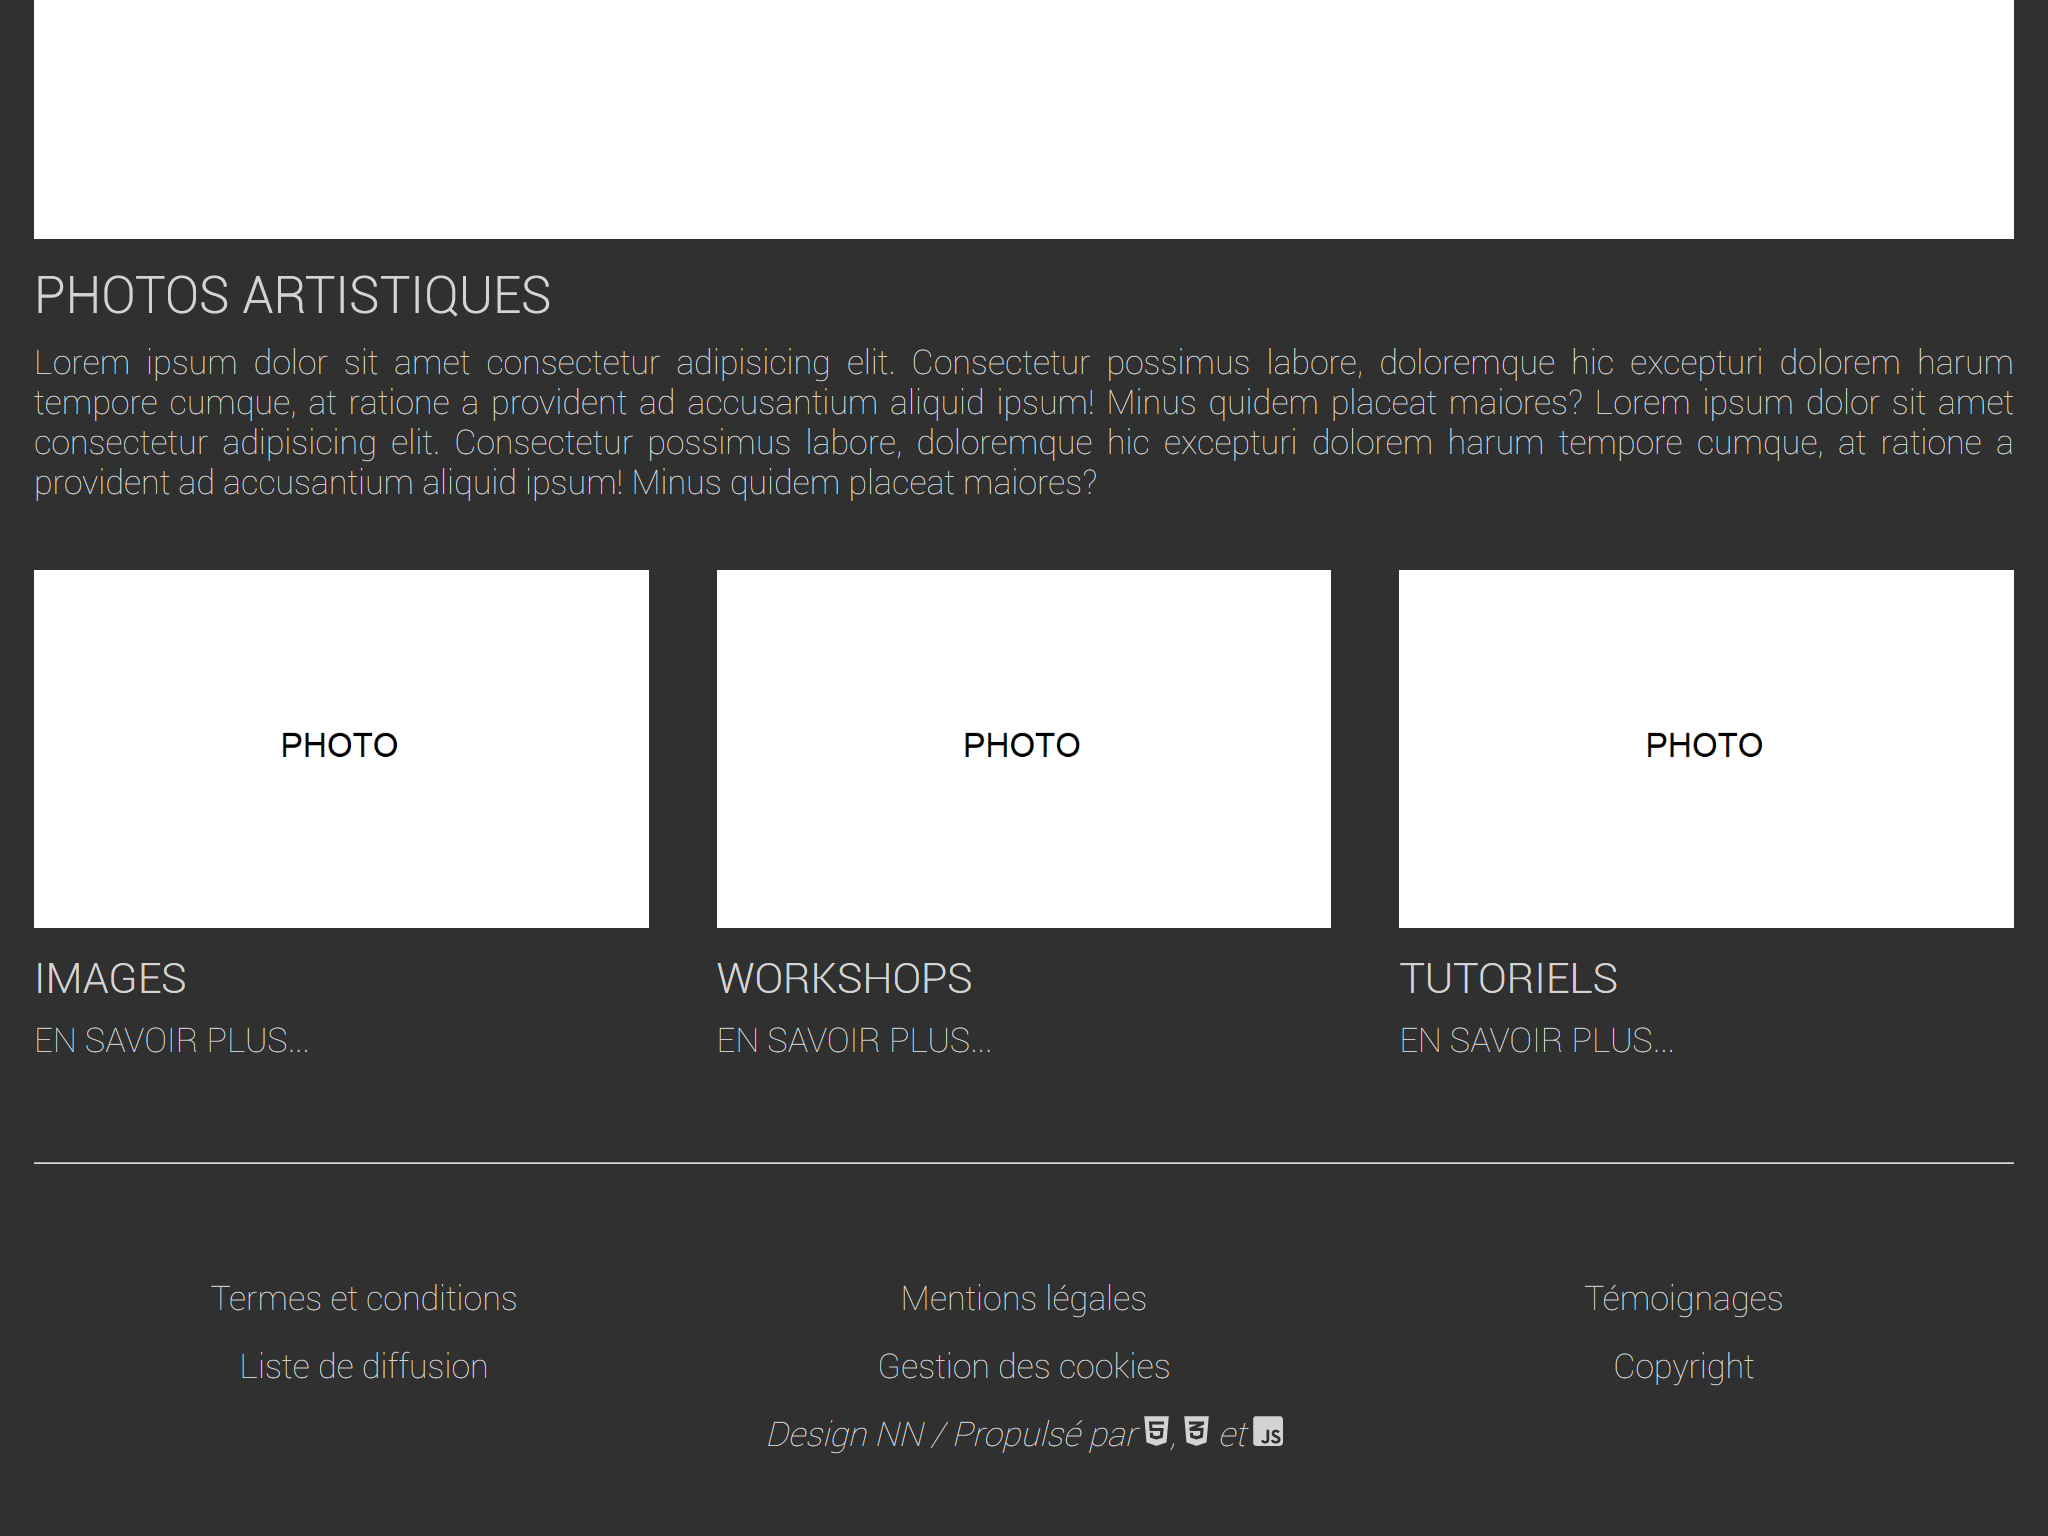 PHOTOS ARTISTIQUES
Lorem ipsum dolor sit amet consectetur adipisicing elit. Consectetur possimus labore, doloremque hic excepturi dolorem harum
tempore cumque, at ratione a provident ad accusantium aliquid ipsum! Minus quidem placeat maiores? Lorem ipsum dolor sit amet
consectetur adipisicing elit. Consectetur possimus labore, doloremque hic excepturi dolorem harum tempore cumque, at ratione a
provident ad accusantium aliquid ipsum! Minus quidem placeat maiores?
PHOTO
PHOTO
PHOTO
IMAGES
WORKSHOPS
TUTORIELS
EN SAVOIR PLUS...
EN SAVOIR PLUS...
EN SAVOIR PLUS...
Termes et conditions
Mentions légales
Témoignages
Liste de diffusion
Gestion des cookies
Copyright
Design NN / Propulsé par 5, 3 et JS